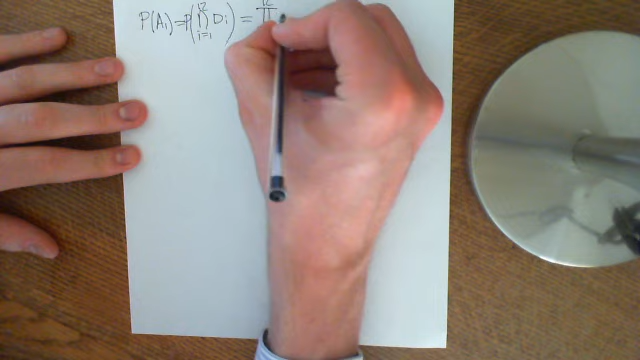 P(A₁) = P(⋂ᵢ₌₁¹² Dᵢ) = ∏¹²